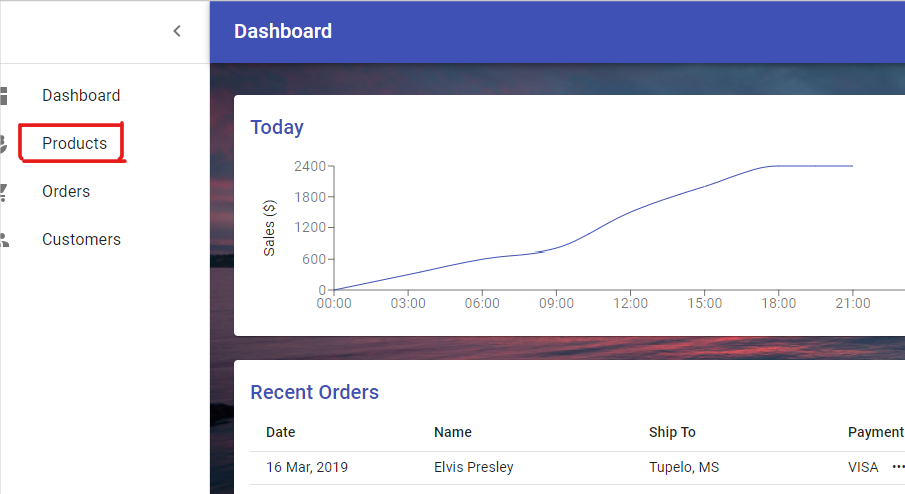 Dashboard
Dashboard
Products
Orders
Customers
Today
Sales ($)
2400
1800
1200
600
0
00:00 03:00 06:00 09:00 12:00 15:00 18:00 21:00
Recent Orders
Date Name Ship To Payment
16 Mar, 2019 Elvis Presley Tupelo, MS VISA ···